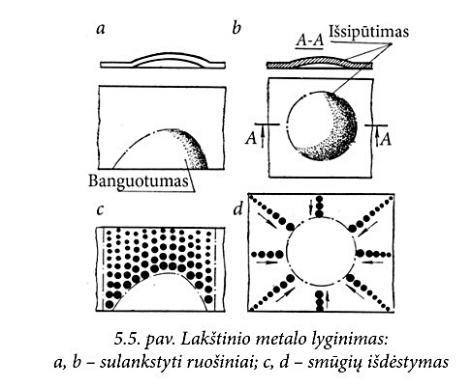 a
b
Išsipūtimas
A-A
A
A
Banguotumas
c
d
5.5. pav. Lakštinio metalo lyginimas:
a, b – sulankstyti ruošiniai; c, d – smūgių išdėstymas